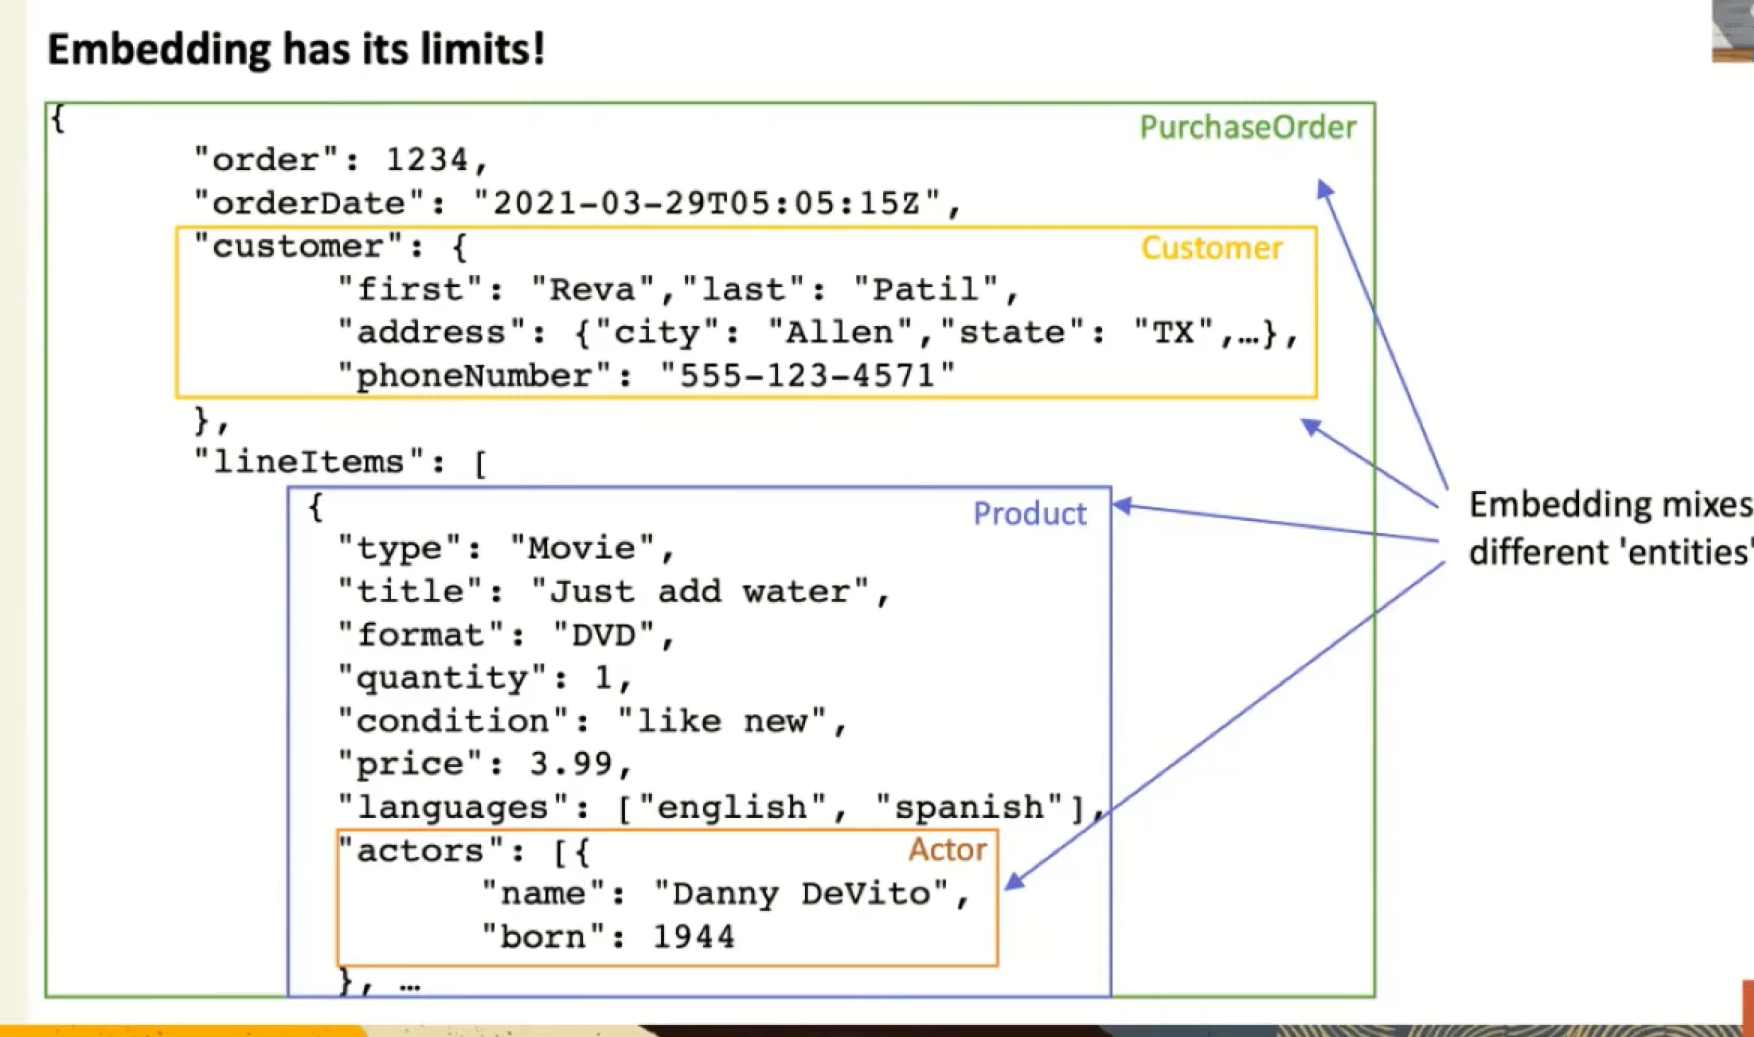 Embedding has its limits!
{
PurchaseOrder
"order": 1234,
"orderDate": "2021-03-29T05:05:15Z",
"customer": {
Customer
"first": "Reva","last": "Patil",
"address": {"city": "Allen","state": "TX",…},
"phoneNumber": "555-123-4571"
},
"lineItems": [
{
Product
"type": "Movie",
"title": "Just add water",
"format": "DVD",
"quantity": 1,
"condition": "like new",
"price": 3.99,
"languages": ["english", "spanish"],
"actors": [{
Actor
"name": "Danny DeVito",
"born": 1944
}, …
Embedding mixes
different 'entities'